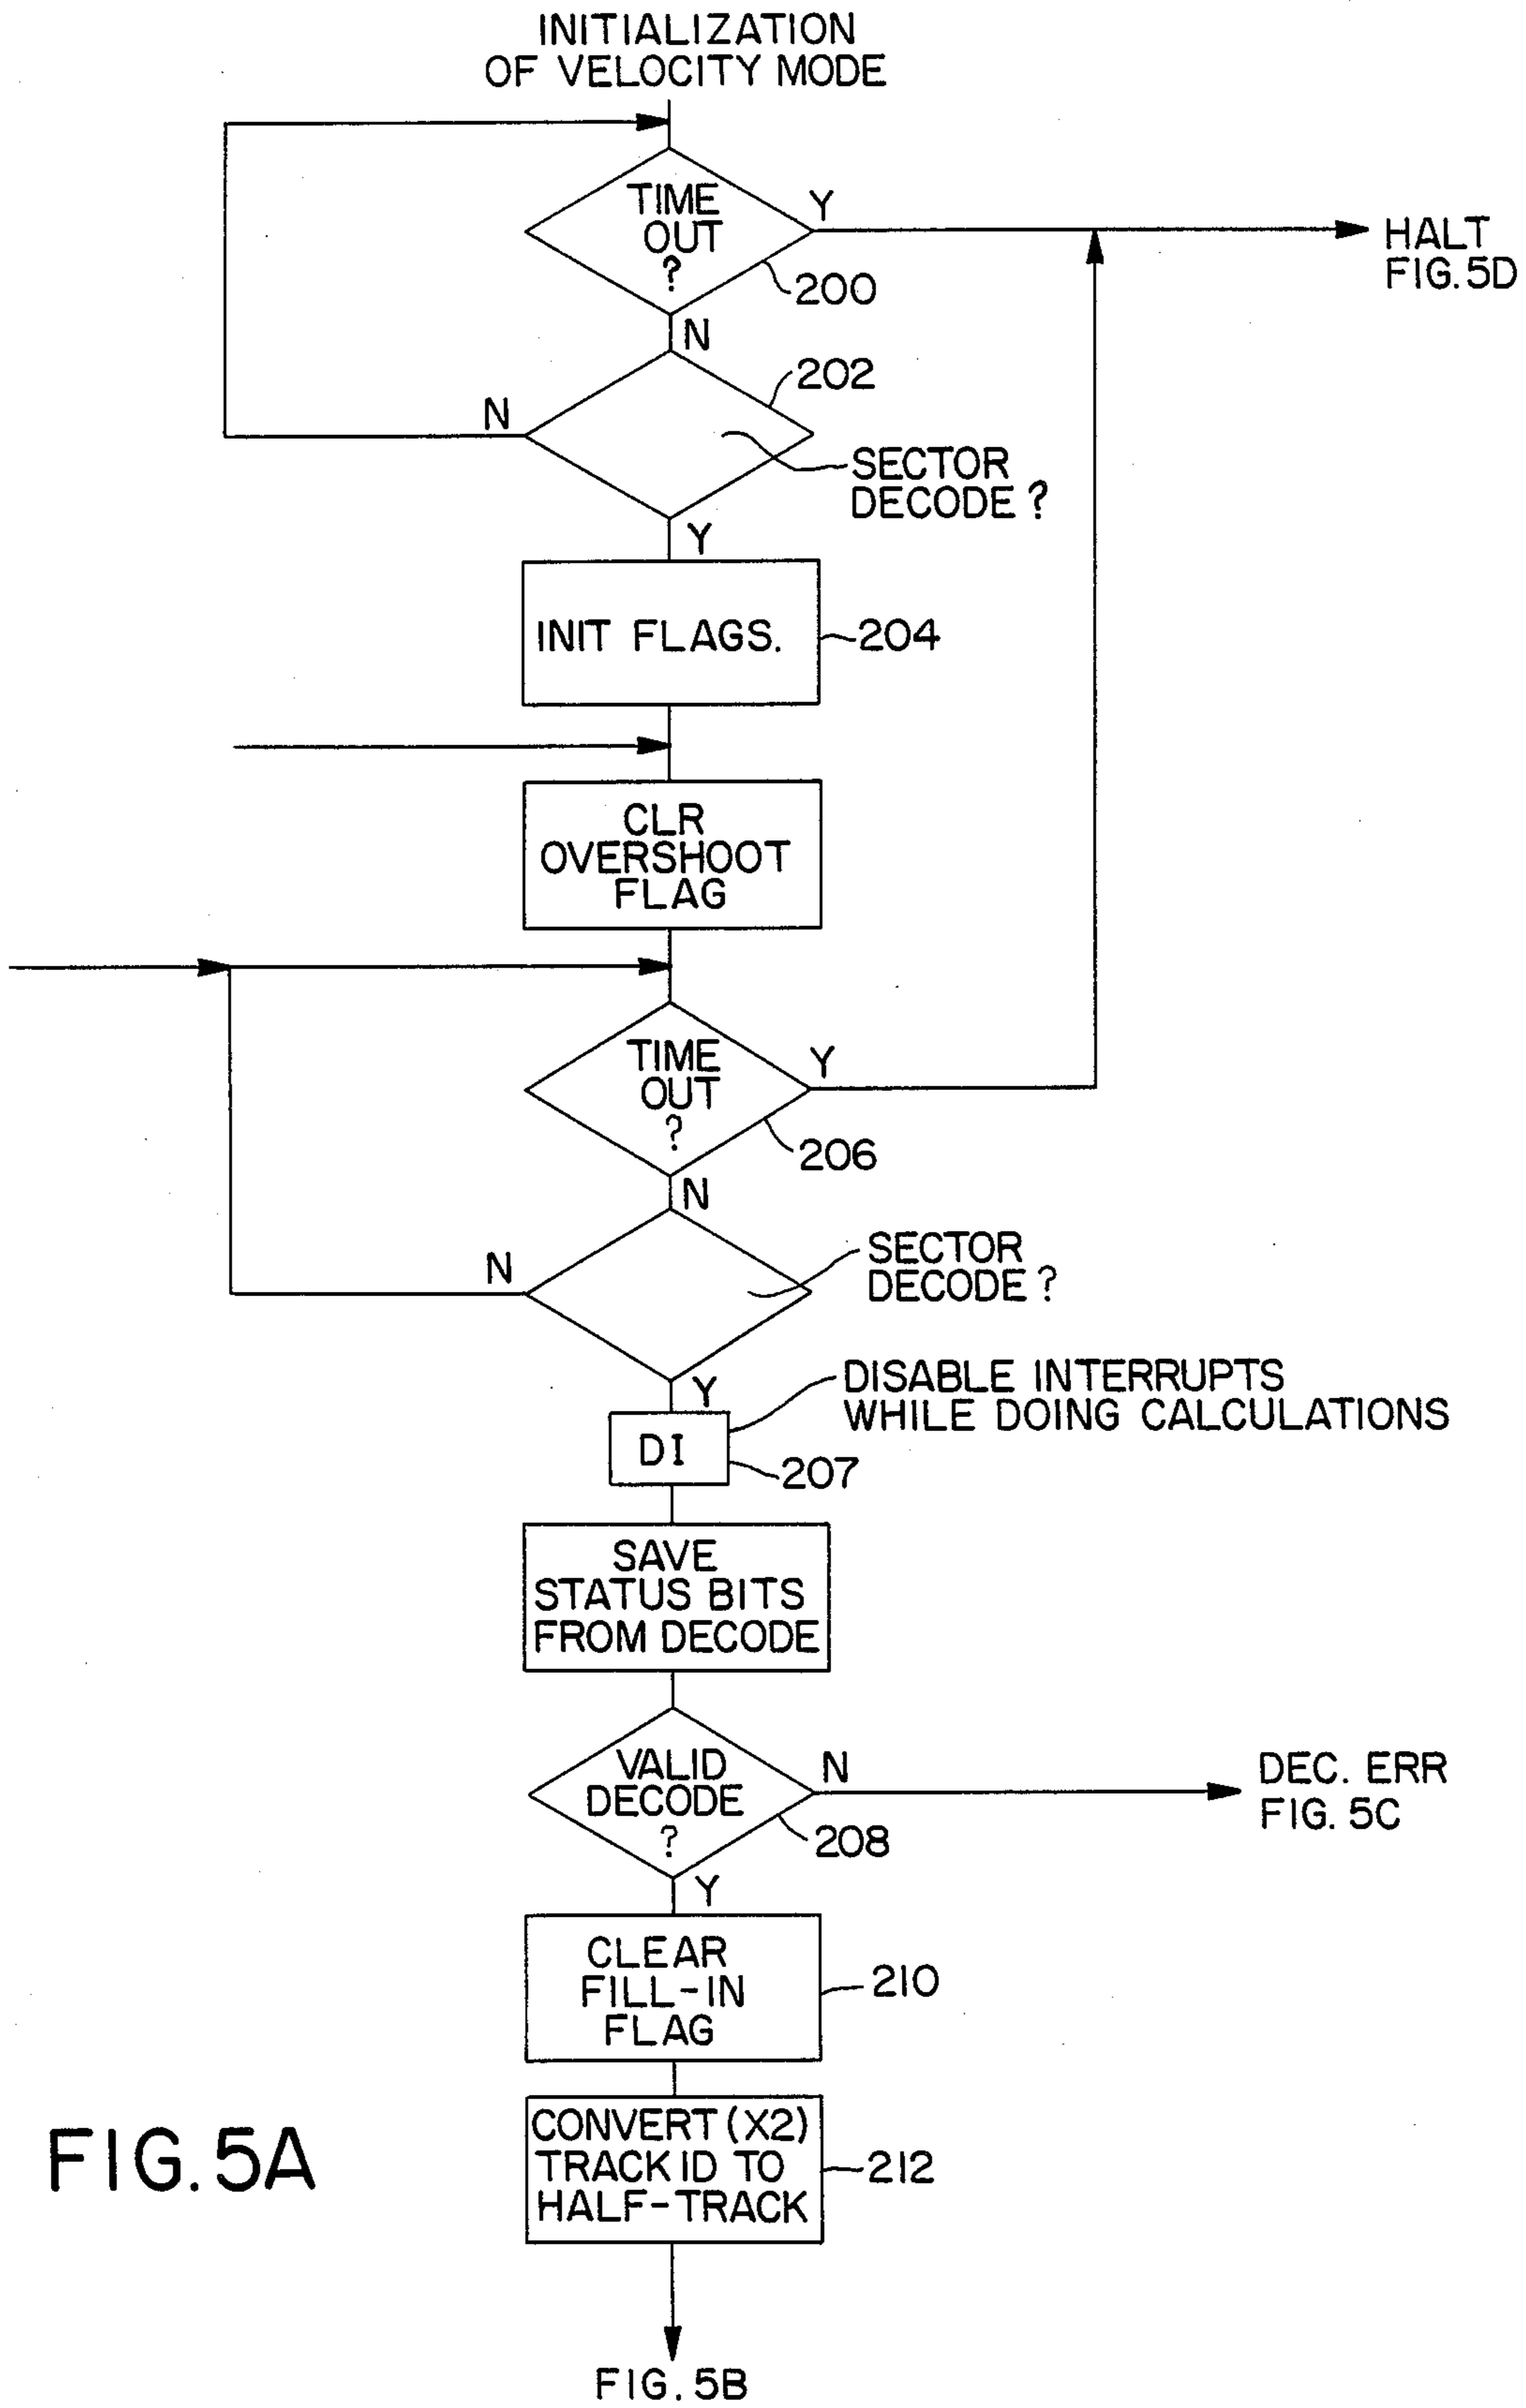 INITIALIZATION
OF VELOCITY MODE
TIME
OUT
?
Y
200
HALT
FIG. 5D
N
202
N
SECTOR
DECODE ?
Y
INIT FLAGS.
204
CLR
OVERSHOOT
FLAG
TIME
OUT
?
Y
206
N
N
SECTOR
DECODE ?
Y
DISABLE INTERRUPTS
WHILE DOING CALCULATIONS
DI
207
SAVE
STATUS BITS
FROM DECODE
VALID
DECODE
?
N
208
DEC. ERR
FIG. 5C
Y
CLEAR
FILL-IN
FLAG
210
CONVERT (X2)
TRACK ID TO
HALF-TRACK
212
FIG. 5A
FIG. 5B